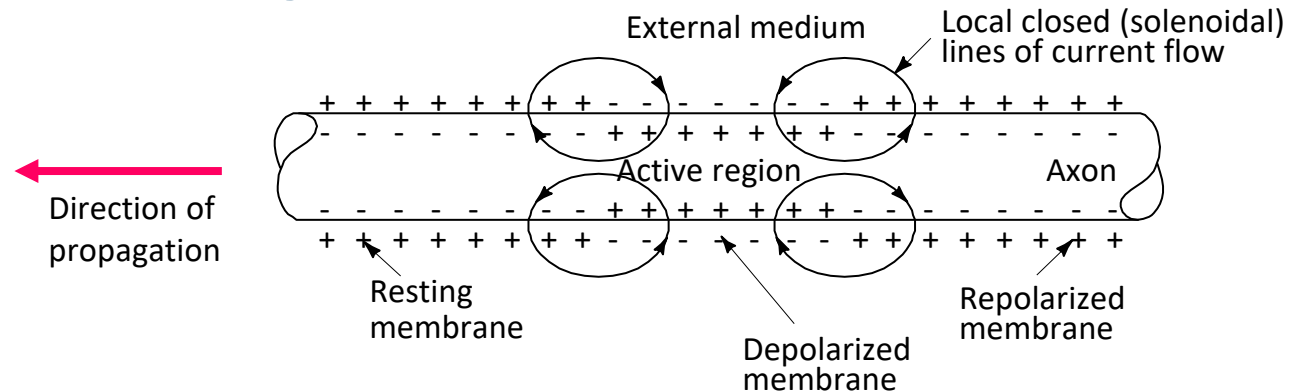 External medium
Local closed (solenoidal)
lines of current flow
+ + + + + + + + + - - - - - - - + + + + + + + +
- - - - - - - - + + + + + + + - - - - - - - -
Active region
Axon
Direction of
propagation
- - - - - - - - + + + + + + + - - - - - - - -
+ + + + + + + + - - - - - - - + + + + + + + +
Resting
membrane
Depolarized
membrane
Repolarized
membrane